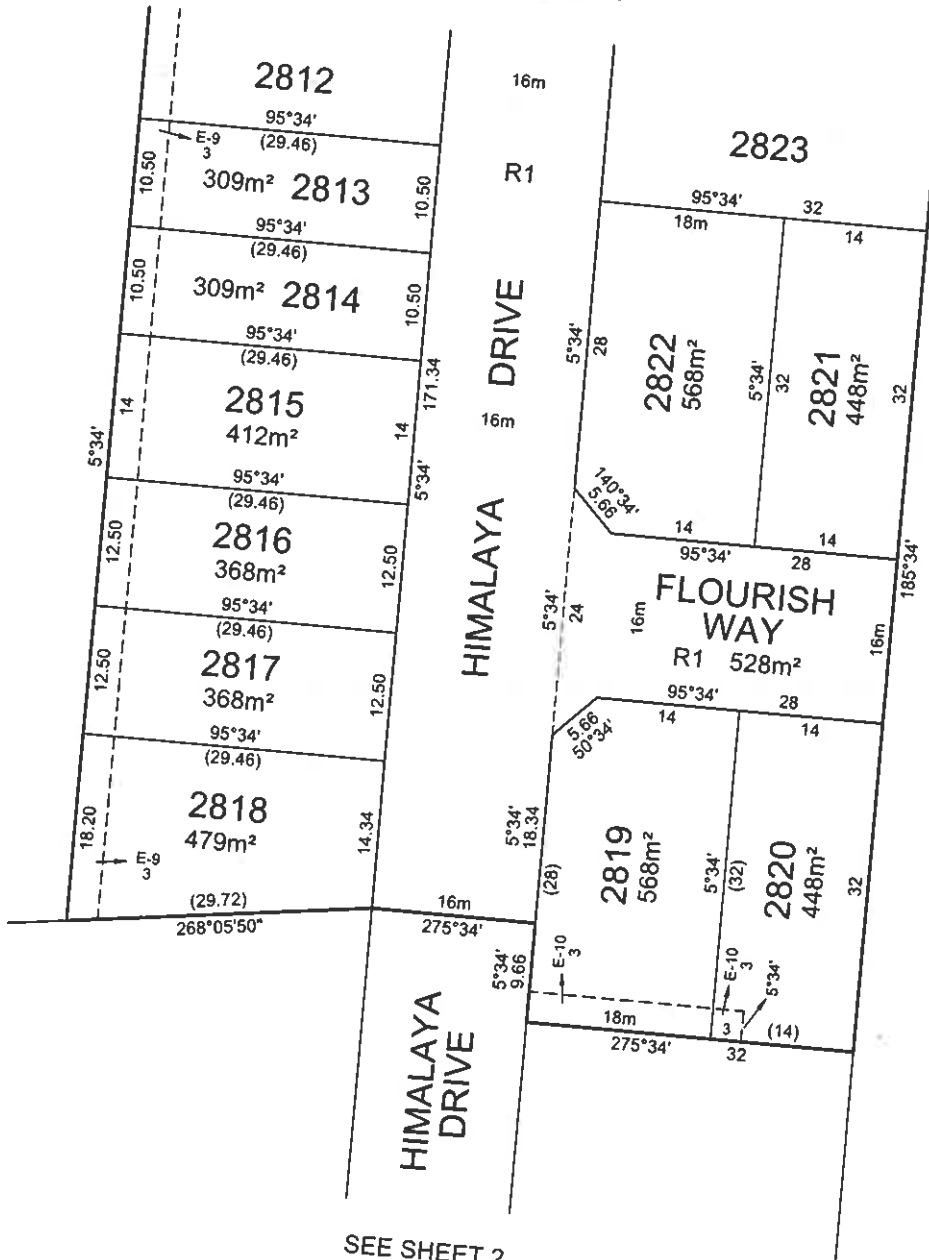 2812
95°34'
(29.46)
E-9
3
10.50
309m² 2813
10.50
95°34'
(29.46)
10.50
309m² 2814
10.50
95°34'
(29.46)
14
2815
412m²
14
171.34
5°34'
5°34'
95°34'
(29.46)
12.50
2816
368m²
12.50
95°34'
(29.46)
12.50
2817
368m²
12.50
95°34'
(29.46)
18.20
2818
479m²
14.34
E-9
3
(29.72)
268°05'50"
16m
R1
HIMALAYA DRIVE
16m
16m
275°34'
HIMALAYA
DRIVE
2823
95°34'
32
18m
14
5°34'
28
2822
568m²
5°34'
32
2821
448m²
32
140°34'
5.66
14
95°34'
14
28
185°34'
5°34'
24
16m
FLOURISH
WAY
R1 528m²
16m
95°34'
28
14
14
5.66
50°34'
5°34'
18.34
(28)
2819
568m²
5°34'
(32)
2820
448m²
32
5°34'
9.66
E-10
3
E-10
3
5°34'
18m
3
(14)
275°34'
32
SEE SHEET 2